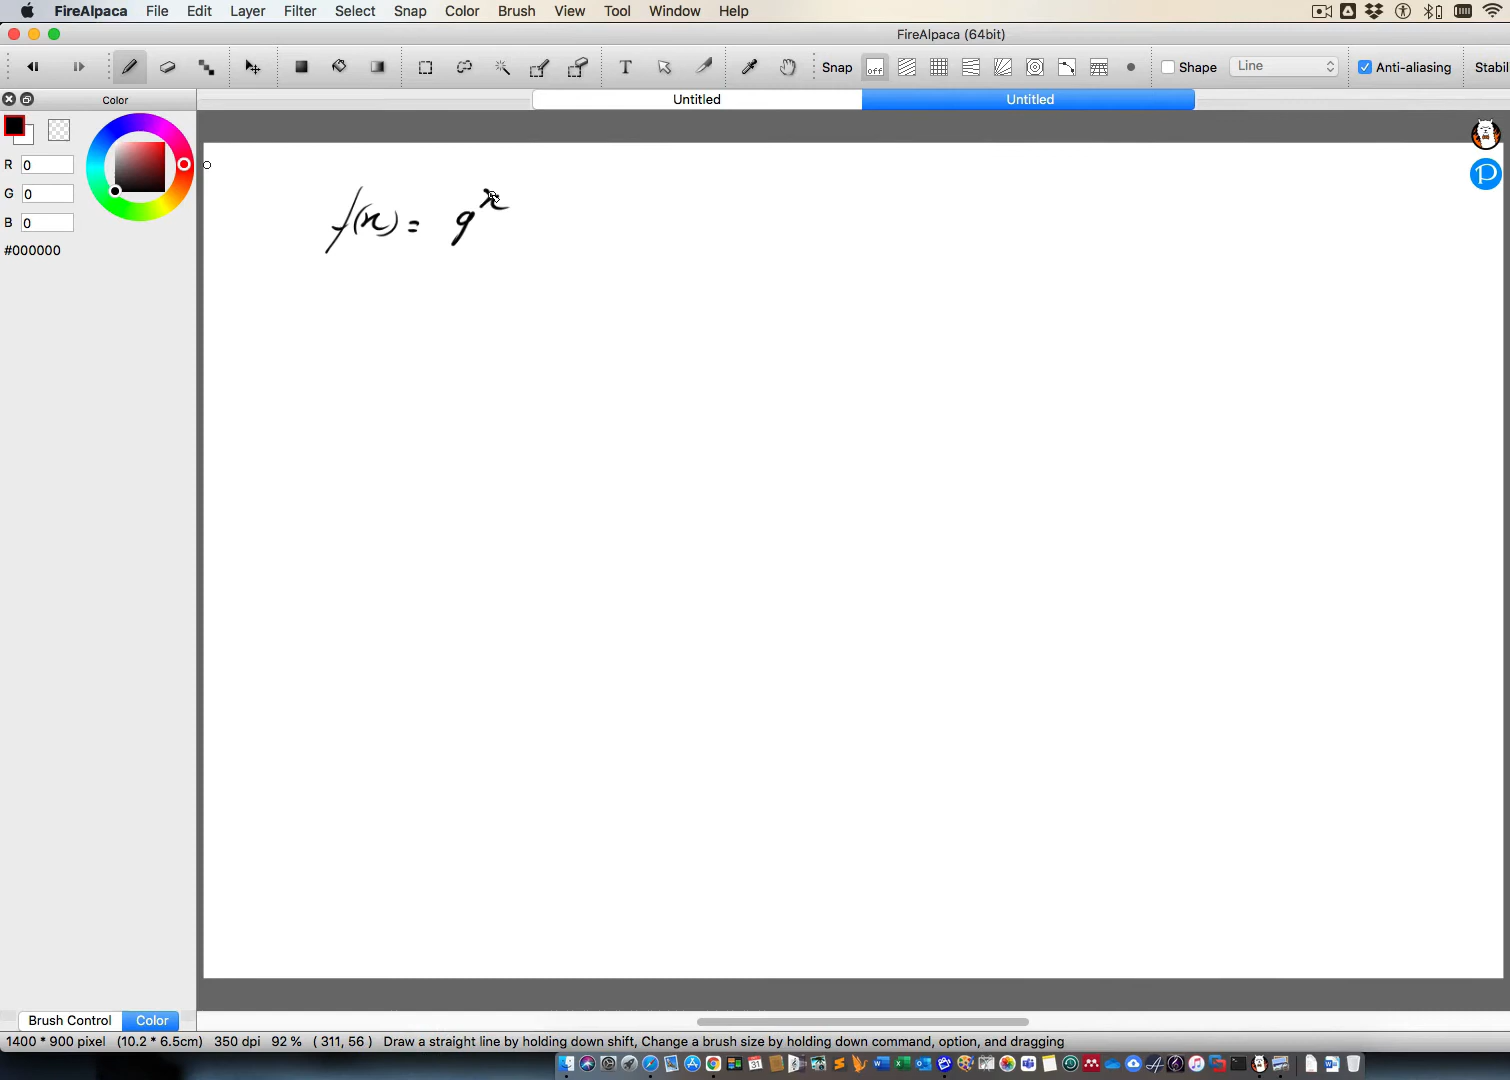 FireAlpaca File Edit Layer Filter Select Snap Color Brush View Tool Window Help
FireAlpaca (64bit)
T Snap off Shape Line Anti-aliasing Stabil
Color Untitled Untitled
R 0
G 0
B 0
#000000
f(x) = g^x
Brush Control Color
1400 * 900 pixel (10.2 * 6.5cm) 350 dpi 92 % ( 311, 56 ) Draw a straight line by holding down shift, Change a brush size by holding down command, option, and dragging